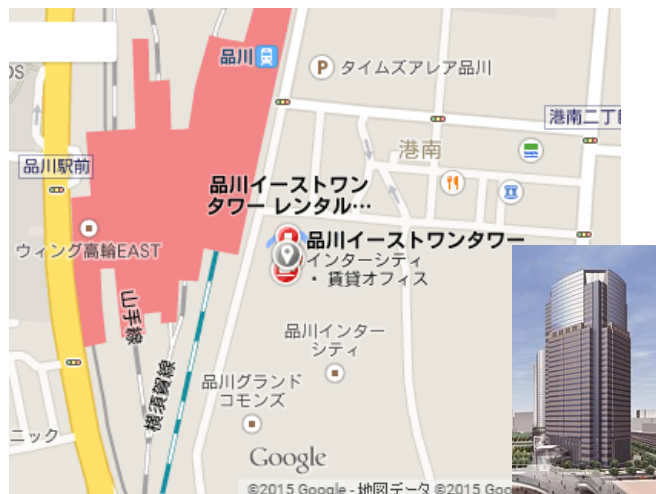 OS
品川
P タイムズアレア品川
港南二丁目
港南
品川駅前
品川イーストワン
タワー レンタル…
品川イーストワンタワー
インターシティ
・ 賃貸オフィス
ウィング高輪EAST
山手線
横須賀線
品川インター
シティ
品川グランド
コモンズ
ニック
Google
©2015 Google - 地図データ ©2015 Goo